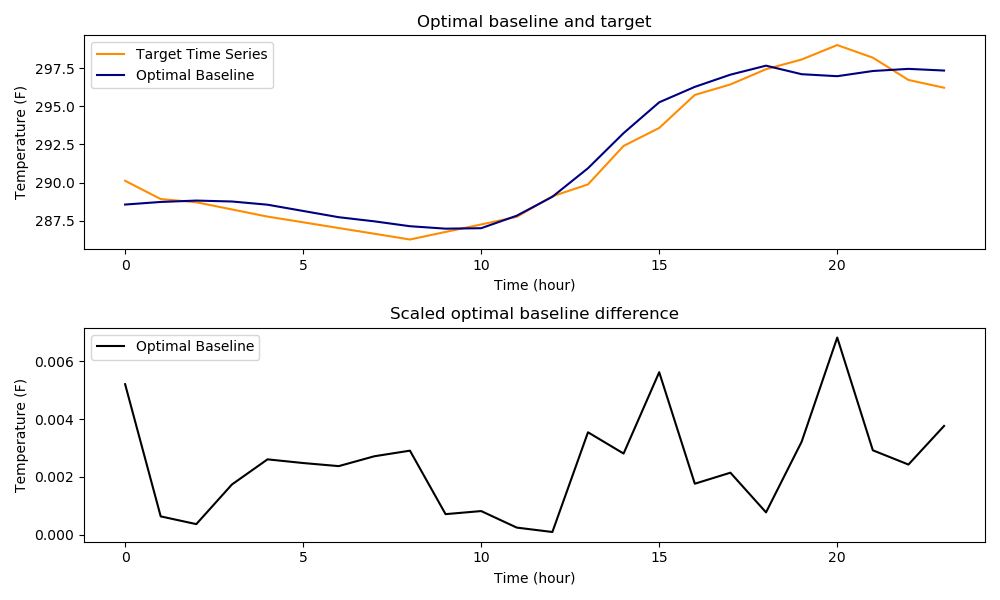 Optimal baseline and target
Target Time Series
Optimal Baseline
Temperature (F)
297.5
295.0
292.5
290.0
287.5
0 5 10 15 20
Time (hour)
Scaled optimal baseline difference
Optimal Baseline
Temperature (F)
0.006
0.004
0.002
0.000
0 5 10 15 20
Time (hour)